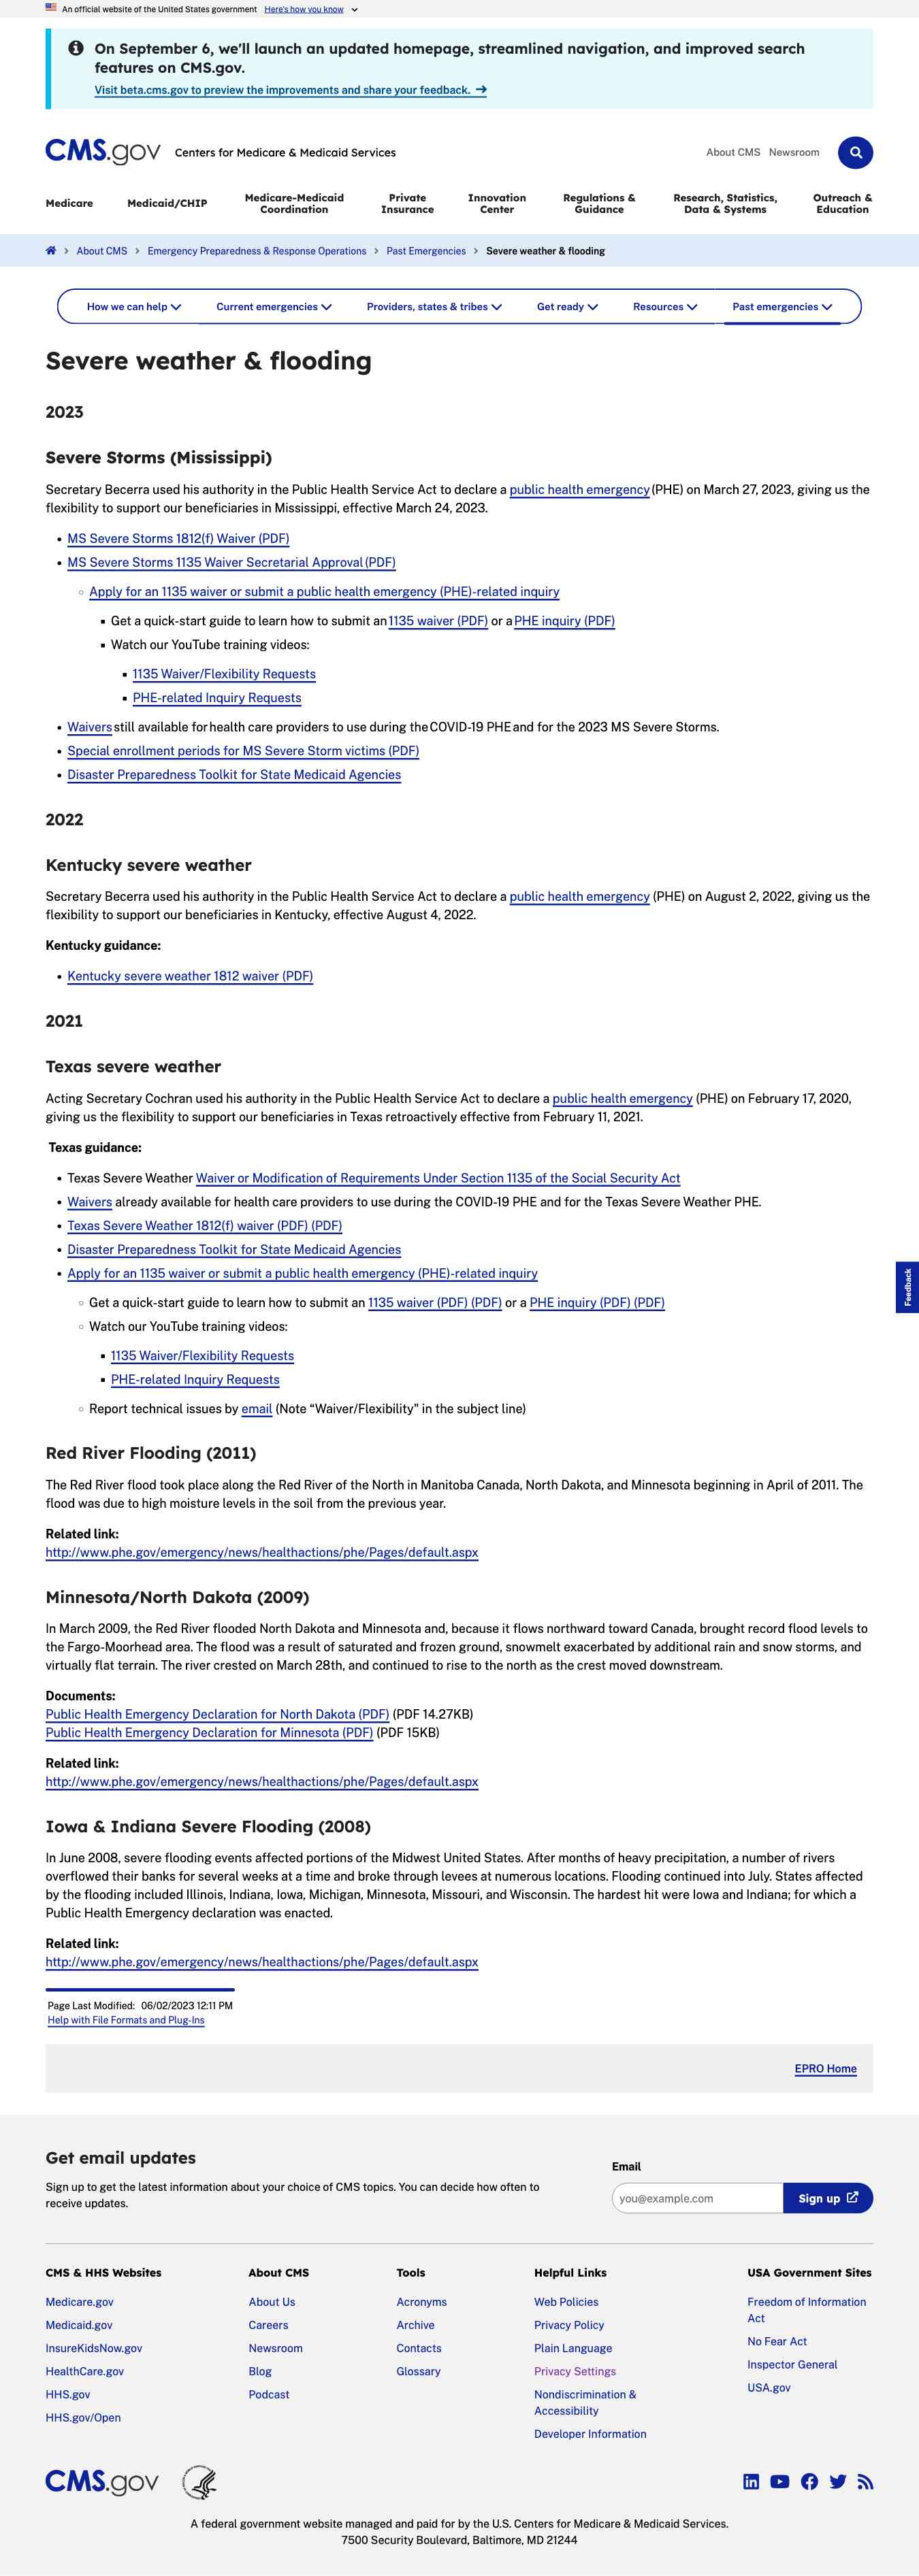 An official website of the United States government Here's how you know
On September 6, we'll launch an updated homepage, streamlined navigation, and improved search
features on CMS.gov.
Visit beta.cms.gov to preview the improvements and share your feedback.
CMS.gov Centers for Medicare & Medicaid Services
About CMS Newsroom
Medicare Medicaid/CHIP Medicare-Medicaid Coordination Private Insurance Innovation Center Regulations & Guidance Research, Statistics, Data & Systems Outreach & Education
About CMS Emergency Preparedness & Response Operations Past Emergencies Severe weather & flooding
How we can help Current emergencies Providers, states & tribes Get ready Resources Past emergencies
Severe weather & flooding
2023
Severe Storms (Mississippi)
Secretary Becerra used his authority in the Public Health Service Act to declare a public health emergency (PHE) on March 27, 2023, giving us the
flexibility to support our beneficiaries in Mississippi, effective March 24, 2023.
MS Severe Storms 1812(f) Waiver (PDF)
MS Severe Storms 1135 Waiver Secretarial Approval (PDF)
Apply for an 1135 waiver or submit a public health emergency (PHE)-related inquiry
Get a quick-start guide to learn how to submit an 1135 waiver (PDF) or a PHE inquiry (PDF)
Watch our YouTube training videos:
1135 Waiver/Flexibility Requests
PHE-related Inquiry Requests
Waivers still available for health care providers to use during the COVID-19 PHE and for the 2023 MS Severe Storms.
Special enrollment periods for MS Severe Storm victims (PDF)
Disaster Preparedness Toolkit for State Medicaid Agencies
2022
Kentucky severe weather
Secretary Becerra used his authority in the Public Health Service Act to declare a public health emergency (PHE) on August 2, 2022, giving us the
flexibility to support our beneficiaries in Kentucky, effective August 4, 2022.
Kentucky guidance:
Kentucky severe weather 1812 waiver (PDF)
2021
Texas severe weather
Acting Secretary Cochran used his authority in the Public Health Service Act to declare a public health emergency (PHE) on February 17, 2020,
giving us the flexibility to support our beneficiaries in Texas retroactively effective from February 11, 2021.
Texas guidance:
Texas Severe Weather Waiver or Modification of Requirements Under Section 1135 of the Social Security Act
Waivers already available for health care providers to use during the COVID-19 PHE and for the Texas Severe Weather PHE.
Texas Severe Weather 1812(f) waiver (PDF) (PDF)
Disaster Preparedness Toolkit for State Medicaid Agencies
Apply for an 1135 waiver or submit a public health emergency (PHE)-related inquiry
Feedback
Get a quick-start guide to learn how to submit an 1135 waiver (PDF) (PDF) or a PHE inquiry (PDF) (PDF)
Watch our YouTube training videos:
1135 Waiver/Flexibility Requests
PHE-related Inquiry Requests
Report technical issues by email (Note “Waiver/Flexibility" in the subject line)
Red River Flooding (2011)
The Red River flood took place along the Red River of the North in Manitoba Canada, North Dakota, and Minnesota beginning in April of 2011. The
flood was due to high moisture levels in the soil from the previous year.
Related link:
http://www.phe.gov/emergency/news/healthactions/phe/Pages/default.aspx
Minnesota/North Dakota (2009)
In March 2009, the Red River flooded North Dakota and Minnesota and, because it flows northward toward Canada, brought record flood levels to
the Fargo-Moorhead area. The flood was a result of saturated and frozen ground, snowmelt exacerbated by additional rain and snow storms, and
virtually flat terrain. The river crested on March 28th, and continued to rise to the north as the crest moved downstream.
Documents:
Public Health Emergency Declaration for North Dakota (PDF) (PDF 14.27KB)
Public Health Emergency Declaration for Minnesota (PDF) (PDF 15KB)
Related link:
http://www.phe.gov/emergency/news/healthactions/phe/Pages/default.aspx
Iowa & Indiana Severe Flooding (2008)
In June 2008, severe flooding events affected portions of the Midwest United States. After months of heavy precipitation, a number of rivers
overflowed their banks for several weeks at a time and broke through levees at numerous locations. Flooding continued into July. States affected
by the flooding included Illinois, Indiana, Iowa, Michigan, Minnesota, Missouri, and Wisconsin. The hardest hit were Iowa and Indiana; for which a
Public Health Emergency declaration was enacted.
Related link:
http://www.phe.gov/emergency/news/healthactions/phe/Pages/default.aspx
Page Last Modified: 06/02/2023 12:11 PM
Help with File Formats and Plug-Ins
EPRO Home
Get email updates
Sign up to get the latest information about your choice of CMS topics. You can decide how often to
receive updates.
Email
you@example.com Sign up
CMS & HHS Websites
Medicare.gov
Medicaid.gov
InsureKidsNow.gov
HealthCare.gov
HHS.gov
HHS.gov/Open
About CMS
About Us
Careers
Newsroom
Blog
Podcast
Tools
Acronyms
Archive
Contacts
Glossary
Helpful Links
Web Policies
Privacy Policy
Plain Language
Privacy Settings
Nondiscrimination &
Accessibility
Developer Information
USA Government Sites
Freedom of Information
Act
No Fear Act
Inspector General
USA.gov
CMS.gov
A federal government website managed and paid for by the U.S. Centers for Medicare & Medicaid Services.
7500 Security Boulevard, Baltimore, MD 21244